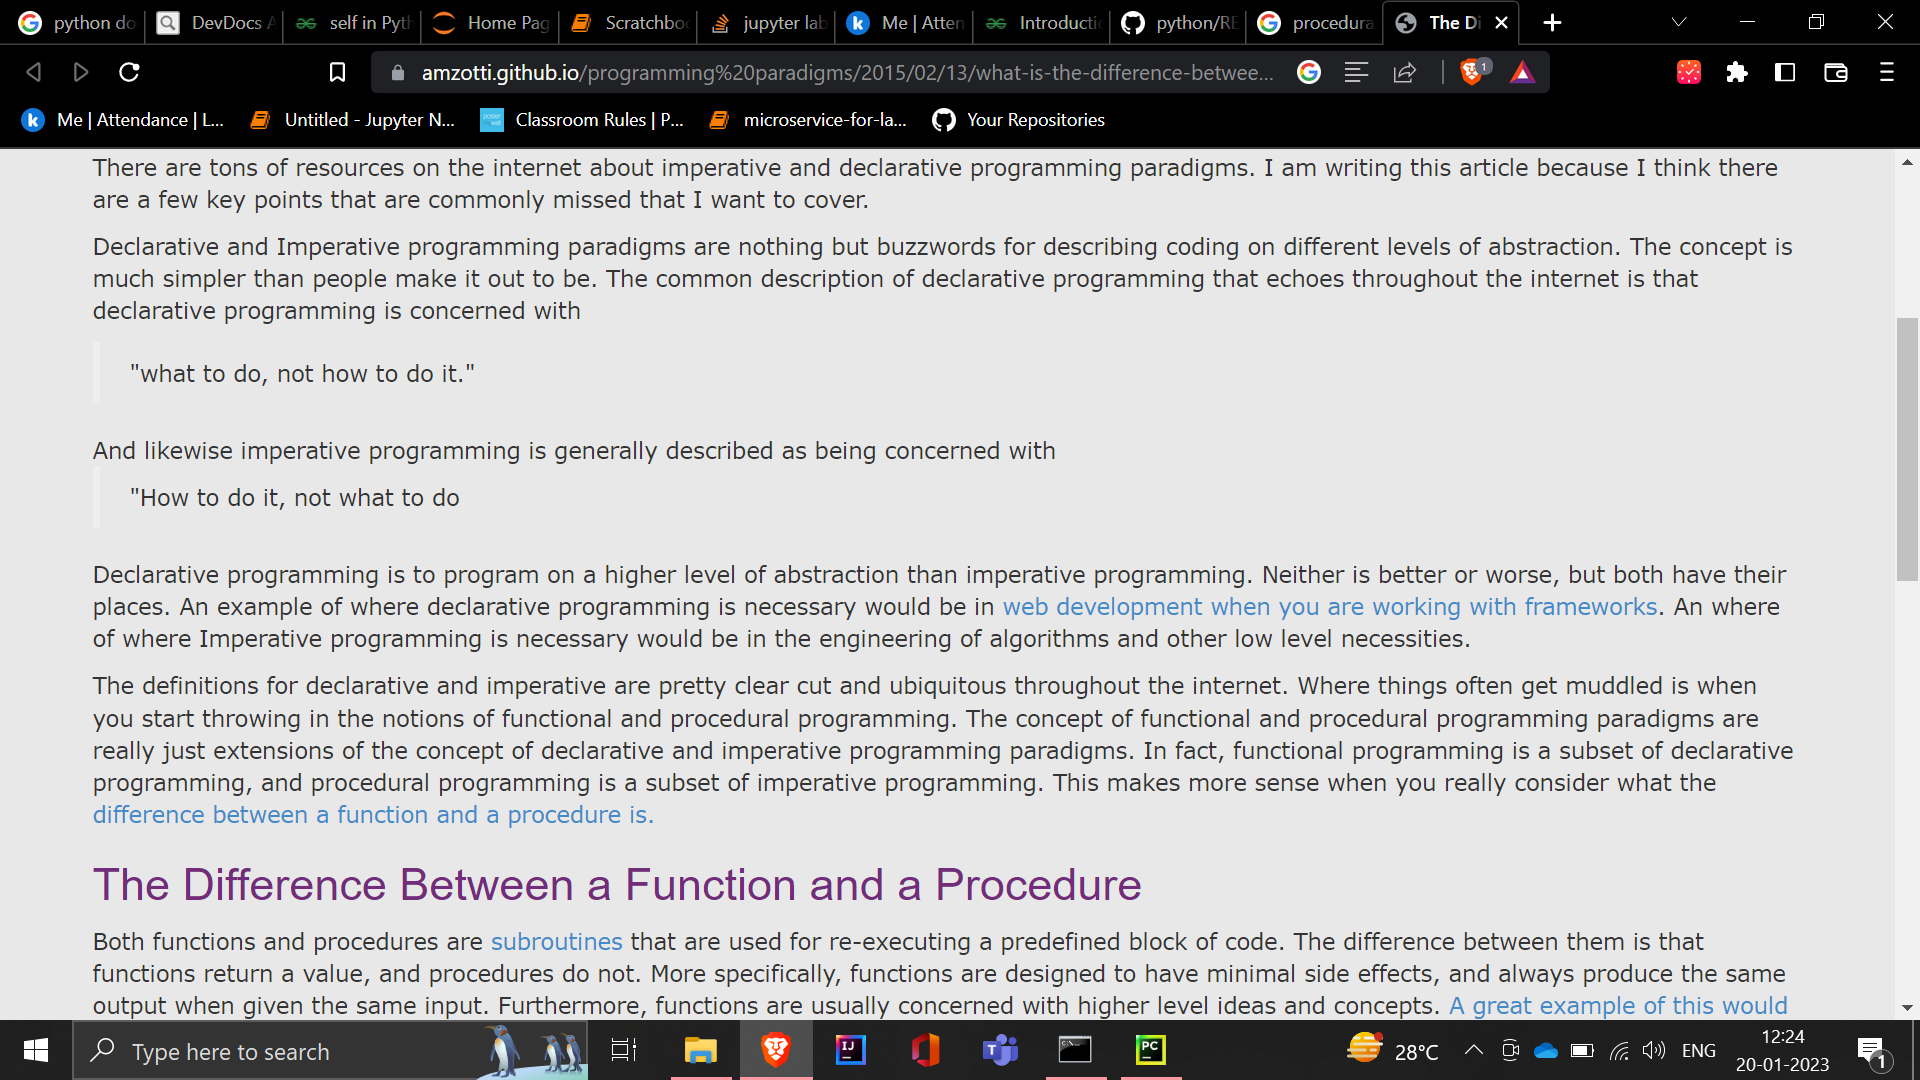 python do
DevDocs A
self in Pyth
Home Pag
Scratchboo
jupyter lab
Me | Atten
Introductio
python/RE
procedura
The Di
amzotti.github.io/programming%20paradigms/2015/02/13/what-is-the-difference-betwee...
1
Me | Attendance | L...
Untitled - Jupyter N...
Classroom Rules | P...
microservice-for-la...
Your Repositories
There are tons of resources on the internet about imperative and declarative programming paradigms. I am writing this article because I think there
are a few key points that are commonly missed that I want to cover.
Declarative and Imperative programming paradigms are nothing but buzzwords for describing coding on different levels of abstraction. The concept is
much simpler than people make it out to be. The common description of declarative programming that echoes throughout the internet is that
declarative programming is concerned with
"what to do, not how to do it."
And likewise imperative programming is generally described as being concerned with
"How to do it, not what to do
Declarative programming is to program on a higher level of abstraction than imperative programming. Neither is better or worse, but both have their
places. An example of where declarative programming is necessary would be in web development when you are working with frameworks. An where
of where Imperative programming is necessary would be in the engineering of algorithms and other low level necessities.
The definitions for declarative and imperative are pretty clear cut and ubiquitous throughout the internet. Where things often get muddled is when
you start throwing in the notions of functional and procedural programming. The concept of functional and procedural programming paradigms are
really just extensions of the concept of declarative and imperative programming paradigms. In fact, functional programming is a subset of declarative
programming, and procedural programming is a subset of imperative programming. This makes more sense when you really consider what the
difference between a function and a procedure is.
The Difference Between a Function and a Procedure
Both functions and procedures are subroutines that are used for re-executing a predefined block of code. The difference between them is that
functions return a value, and procedures do not. More specifically, functions are designed to have minimal side effects, and always produce the same
output when given the same input. Furthermore, functions are usually concerned with higher level ideas and concepts. A great example of this would
Type here to search
IJ
PC
28°C
ENG
12:24
20-01-2023
1